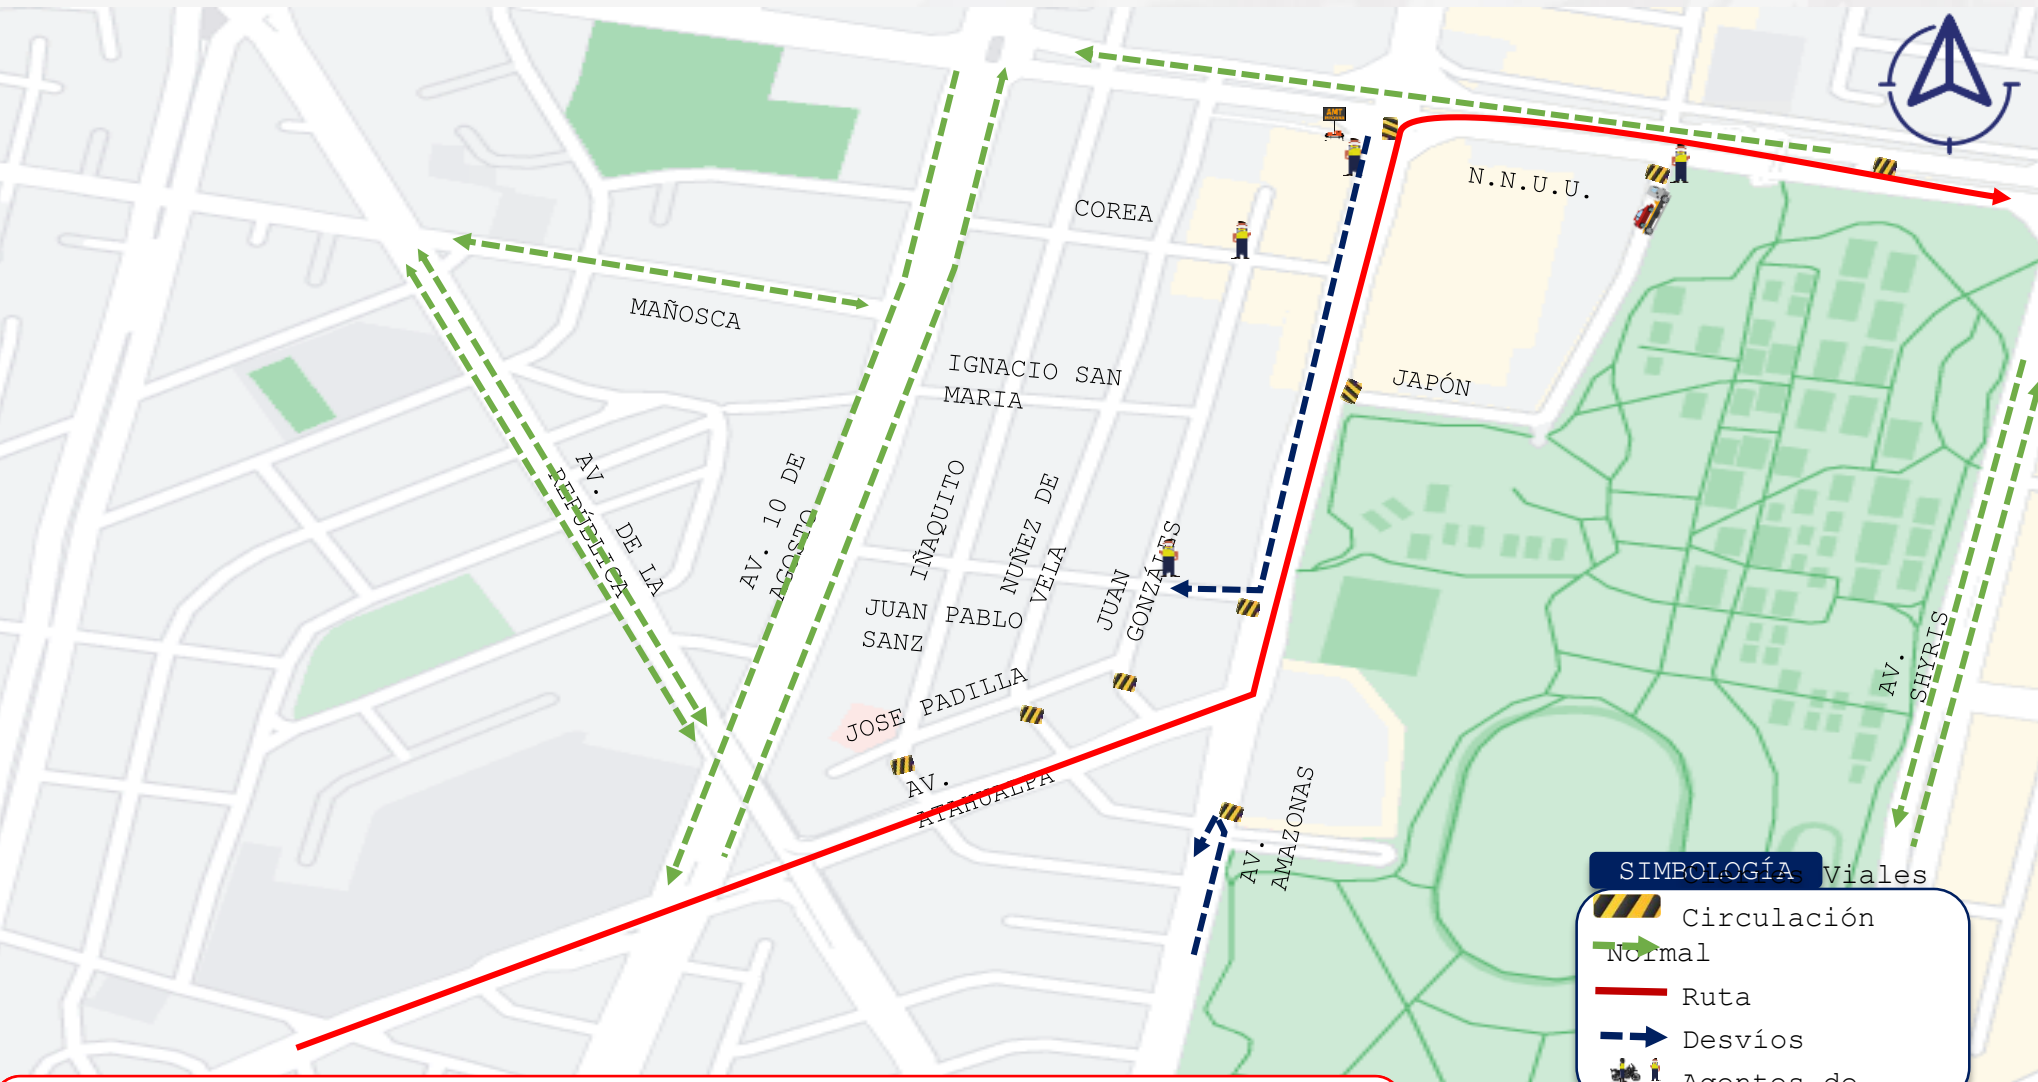 AMT
N.N.U.U.
COREA
MAÑOSCA
IGNACIO SAN
MARIA
JAPÓN
AV. DE LA
REPÚBLICA
AV. 10 DE
AGOSTO
IÑAQUITO
NUÑEZ DE
VELA
JUAN
GONZÁLES
JUAN PABLO
SANZ
JOSE PADILLA
AV.
ATAHUALPA
AV.
AMAZONAS
AV.
SHYRIS
SIMBOLOGÍA
Cierres Viales
Circulación
Normal
Ruta
Desvíos
Agentes de